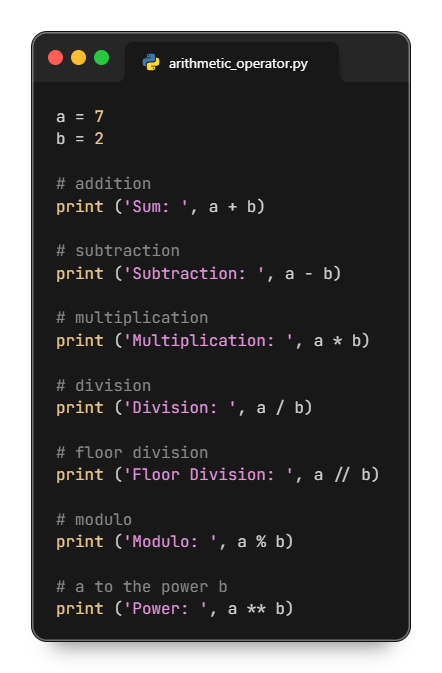 arithmetic_operator.py
a = 7
b = 2
# addition
print ('Sum: ', a + b)
# subtraction
print ('Subtraction: ', a - b)
# multiplication
print ('Multiplication: ', a * b)
# division
print ('Division: ', a / b)
# floor division
print ('Floor Division: ', a // b)
# modulo
print ('Modulo: ', a % b)
# a to the power b
print ('Power: ', a ** b)